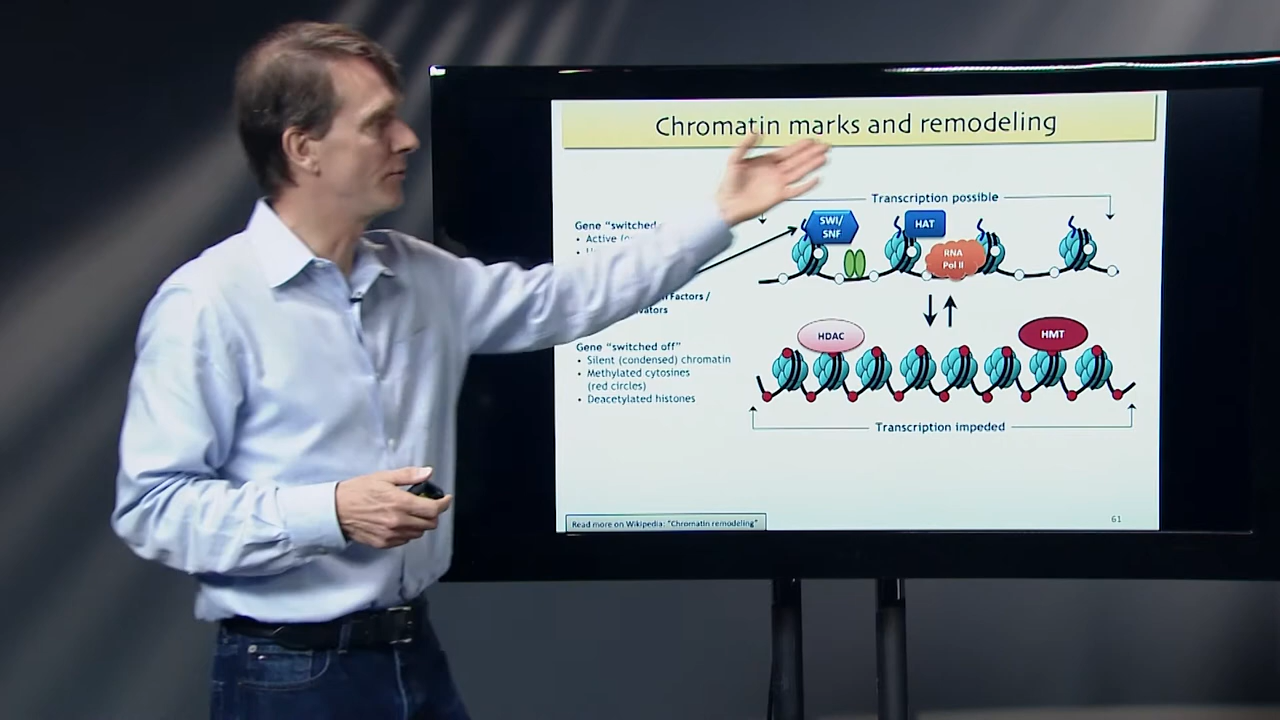 Chromatin marks and remodeling
Transcription possible
Gene "switched
• Active
SWI/
SNF
HAT
RNA
Pol II
Factors /
Gene "switched off"
• Silent (condensed) chromatin
• Methylated cytosines
(red circles)
• Deacetylated histones
HDAC
HMT
Transcription impeded
Read more on Wikipedia: "Chromatin remodeling"
61